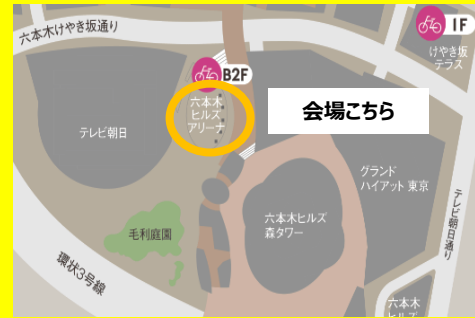 六本木けやき坂通り
1F
けやき坂
テラス
B2F
六本木
ヒルズ
アリーナ
会場こちら
テレビ朝日
グランド
ハイアット 東京
テレビ朝日通り
毛利庭園
六本木ヒルズ
森タワー
環状3号線
六本木
ヒルズ